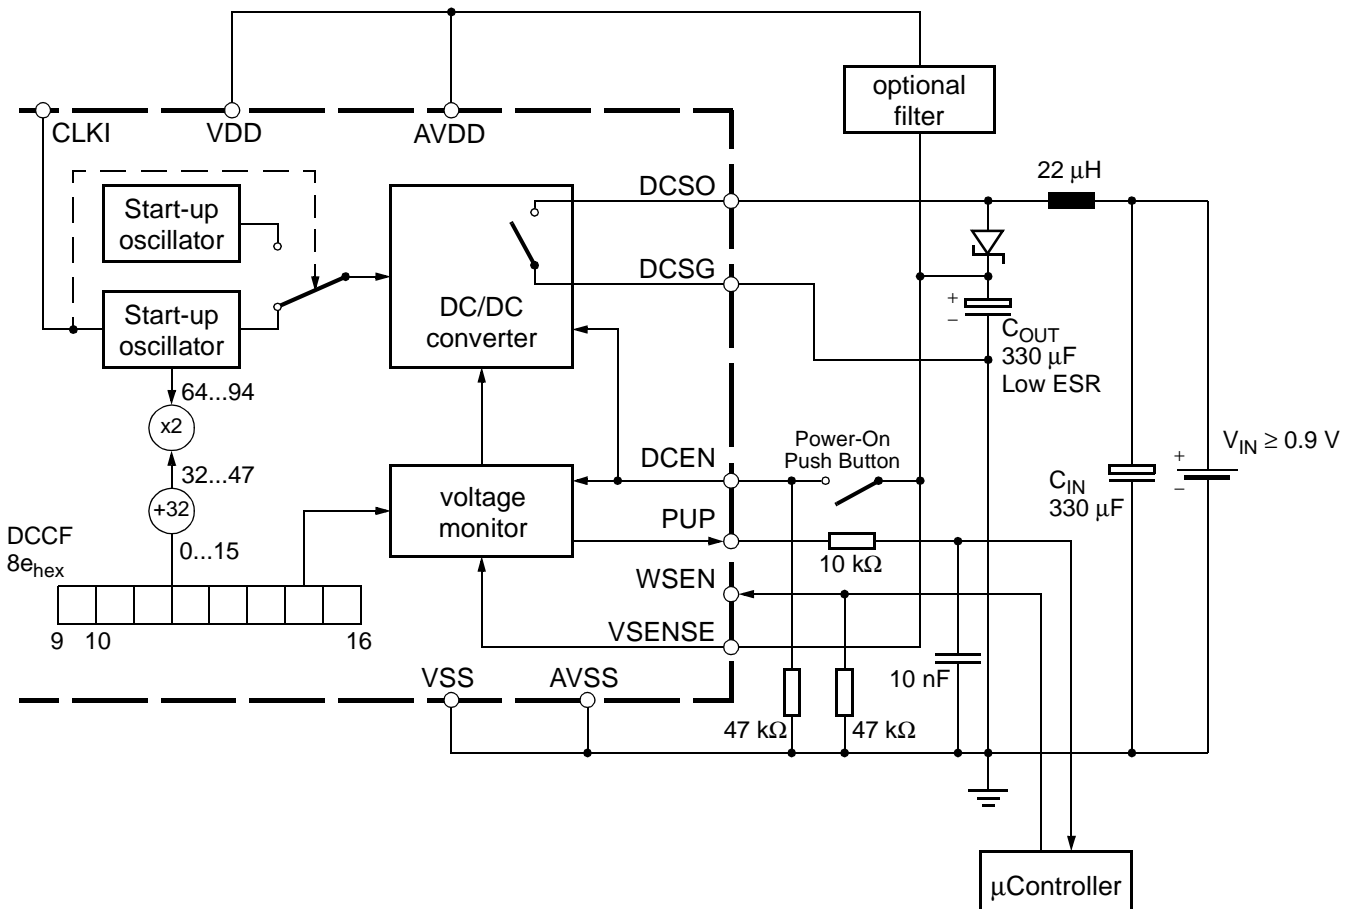 optional
filter
CLKI
VDD
AVDD
22 μH
DCSO
Start-up
oscillator
DCSG
Start-up
oscillator
DC/DC
converter
+
−
COUT
330 μF
Low ESR
64...94
x2
Power-On
Push Button
VIN ≥ 0.9 V
+
−
DCEN
32...47
voltage
monitor
CIN
330 μF
+32
PUP
DCCF
8ehex
0...15
10 kΩ
WSEN
9 10 16
VSENSE
VSS
AVSS
10 nF
47 kΩ
47 kΩ
μController